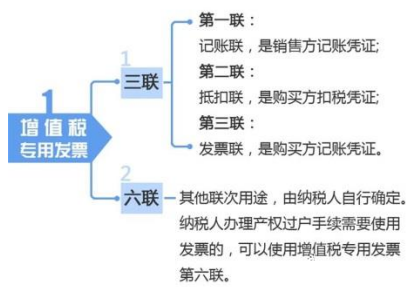 1
增值税
专用发票
1
三联
第一联：
记账联，是销售方记账凭证;
第二联：
抵扣联，是购买方扣税凭证;
第三联：
发票联，是购买方记账凭证。
2
六联
其他联次用途，由纳税人自行确定。
纳税人办理产权过户手续需要使用
发票的，可以使用增值税专用发票
第六联。